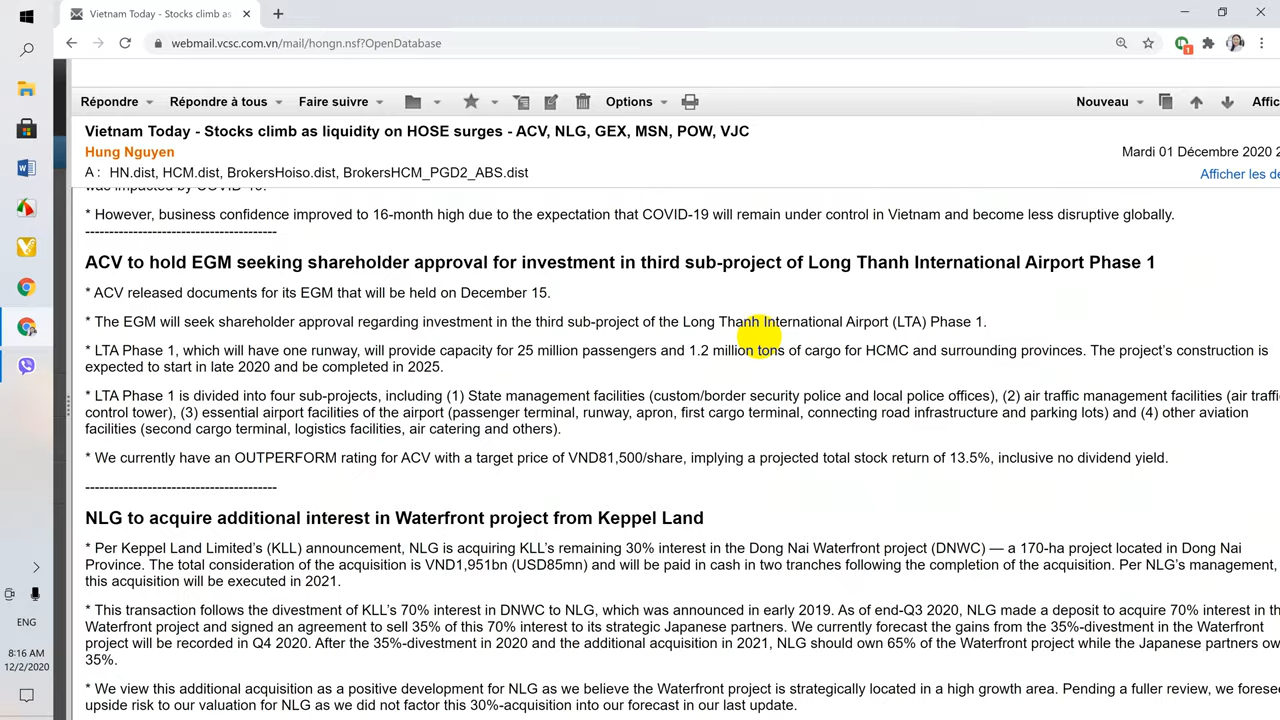 Vietnam Today - Stocks climb as
webmail.vcsc.com.vn/mail/hongn.nsf?OpenDatabase
1
Répondre Répondre à tous Faire suivre Options Nouveau Affic
Vietnam Today - Stocks climb as liquidity on HOSE surges - ACV, NLG, GEX, MSN, POW, VJC
Hung Nguyen Mardi 01 Décembre 2020 2
A : HN.dist, HCM.dist, BrokersHoiso.dist, BrokersHCM_PGD2_ABS.dist Afficher les dé
was impacted by COVID-19.
* However, business confidence improved to 16-month high due to the expectation that COVID-19 will remain under control in Vietnam and become less disruptive globally.
----------------------------------------
ACV to hold EGM seeking shareholder approval for investment in third sub-project of Long Thanh International Airport Phase 1
* ACV released documents for its EGM that will be held on December 15.
* The EGM will seek shareholder approval regarding investment in the third sub-project of the Long Thanh International Airport (LTA) Phase 1.
* LTA Phase 1, which will have one runway, will provide capacity for 25 million passengers and 1.2 million tons of cargo for HCMC and surrounding provinces. The project's construction is
expected to start in late 2020 and be completed in 2025.
* LTA Phase 1 is divided into four sub-projects, including (1) State management facilities (custom/border security police and local police offices), (2) air traffic management facilities (air traffi
control tower), (3) essential airport facilities of the airport (passenger terminal, runway, apron, first cargo terminal, connecting road infrastructure and parking lots) and (4) other aviation
facilities (second cargo terminal, logistics facilities, air catering and others).
* We currently have an OUTPERFORM rating for ACV with a target price of VND81,500/share, implying a projected total stock return of 13.5%, inclusive no dividend yield.
----------------------------------------
NLG to acquire additional interest in Waterfront project from Keppel Land
* Per Keppel Land Limited's (KLL) announcement, NLG is acquiring KLL's remaining 30% interest in the Dong Nai Waterfront project (DNWC) — a 170-ha project located in Dong Nai
Province. The total consideration of the acquisition is VND1,951bn (USD85mn) and will be paid in cash in two tranches following the completion of the acquisition. Per NLG's management,
this acquisition will be executed in 2021.
* This transaction follows the divestment of KLL's 70% interest in DNWC to NLG, which was announced in early 2019. As of end-Q3 2020, NLG made a deposit to acquire 70% interest in th
Waterfront project and signed an agreement to sell 35% of this 70% interest to its strategic Japanese partners. We currently forecast the gains from the 35%-divestment in the Waterfront
project will be recorded in Q4 2020. After the 35%-divestment in 2020 and the additional acquisition in 2021, NLG should own 65% of the Waterfront project while the Japanese partners ow
35%.
* We view this additional acquisition as a positive development for NLG as we believe the Waterfront project is strategically located in a high growth area. Pending a fuller review, we forese
upside risk to our valuation for NLG as we did not factor this 30%-acquisition into our forecast in our last update.
ENG
8:16 AM
12/2/2020